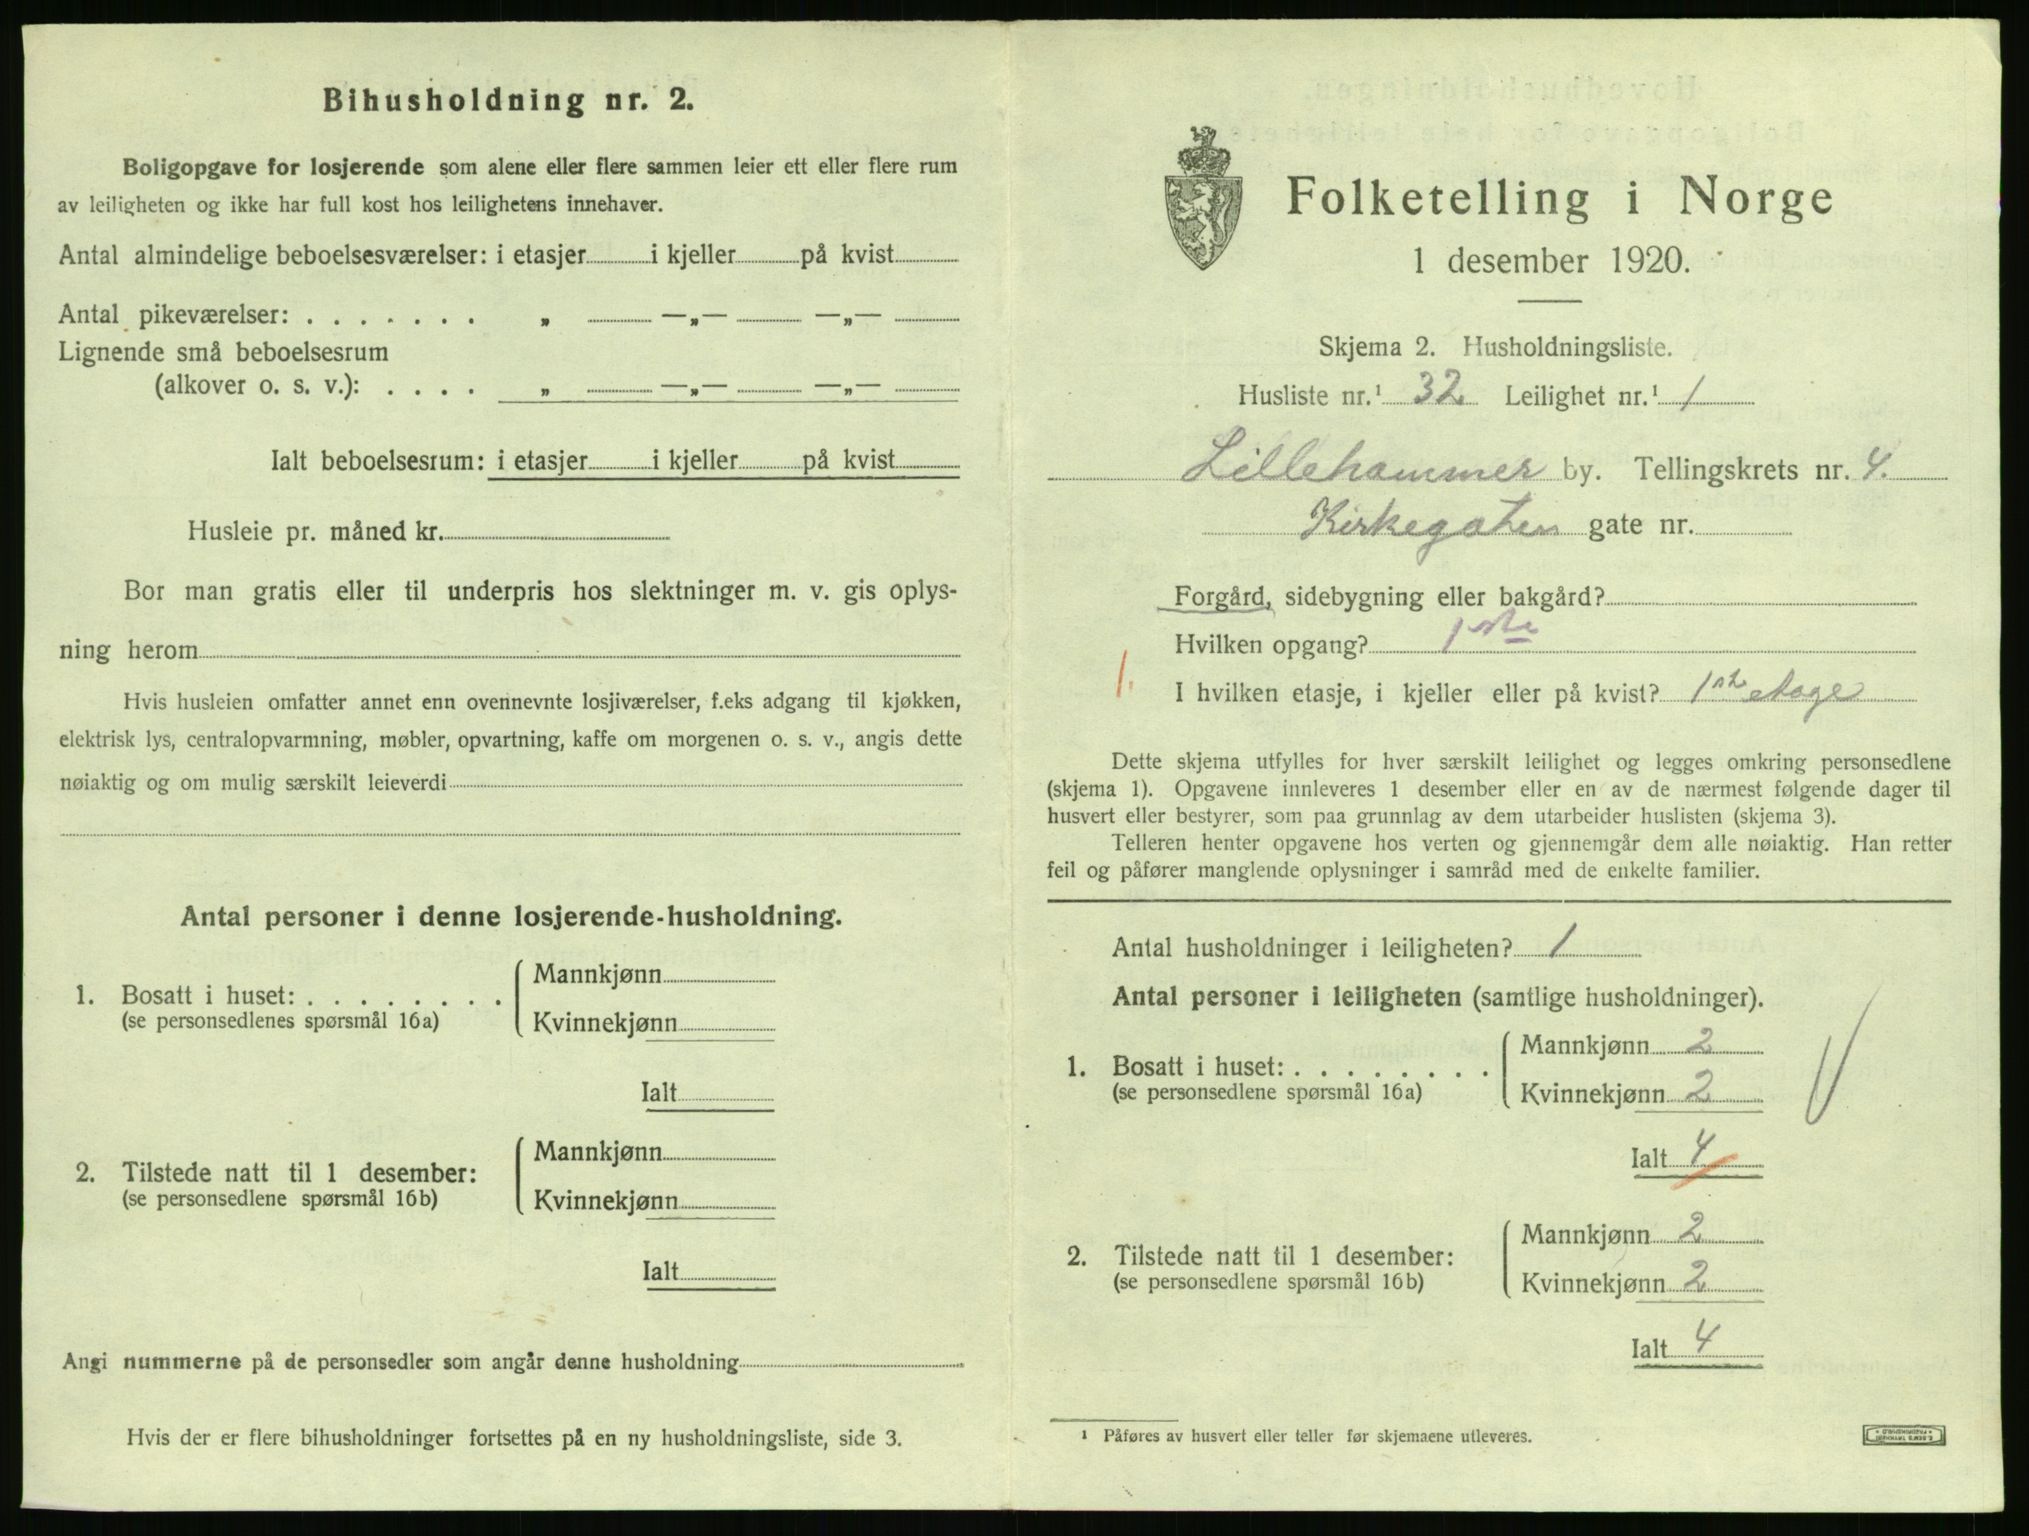 Bihusholdning nr. 2.
Boligopgave for losjerende som alene eller flere sammen leier ett eller flere rum
av leiligheten og ikke har full kost hos leilighetens innehaver.
Antal almindelige beboelsesværelser: i etasjer i kjeller på kvist
Antal pikeværelser: . . . . . . . „ —„— —„—
Lignende små beboelsesrum
(alkover o. s. v.): . . . . „ —„— —„—
Ialt beboelsesrum: i etasjer i kjeller på kvist
Husleie pr. måned kr.
Bor man gratis eller til underpris hos slektninger m. v. gis oplys-
ning herom
Hvis husleien omfatter annet enn ovennevnte losjiværelser, f.eks adgang til kjøkken,
elektrisk lys, centralopvarmning, møbler, opvartning, kaffe om morgenen o. s. v., angis dette
nøiaktig og om mulig særskilt leieverdi
Antal personer i denne losjerende-husholdning.
Mannkjønn
1. Bosatt i huset: . . . . . . . .
(se personsedlenes spørsmål 16a)
Kvinnekjønn
Ialt
Mannkjønn
2. Tilstede natt til 1 desember:
(se personsedlene spørsmål 16b)
Kvinnekjønn
Ialt
Angi nummerne på de personsedler som angår denne husholdning
Hvis der er flere bihusholdninger fortsettes på en ny husholdningsliste, side 3.
Folketelling i Norge
1 desember 1920.
Skjema 2. Husholdningsliste.
Husliste nr.¹ 32 Leilighet nr.¹ 1
Lillehammer by. Tellingskrets nr. 4.
Kirkegaten gate nr.
Forgård, sidebygning eller bakgård?
Hvilken opgang? 1ste
1. I hvilken etasje, i kjeller eller på kvist? 1ste etage
Dette skjema utfylles for hver særskilt leilighet og legges omkring personsedlene
(skjema 1). Opgavene innleveres 1 desember eller en av de nærmest følgende dager til
husvert eller bestyrer, som paa grunnlag av dem utarbeider huslisten (skjema 3).
Telleren henter opgavene hos verten og gjennemgår dem alle nøiaktig. Han retter
feil og påfører manglende oplysninger i samråd med de enkelte familier.
Antal husholdninger i leiligheten? 1
Antal personer i leiligheten (samtlige husholdninger).
Mannkjønn 2
1. Bosatt i huset: . . . . . . . .
(se personsedlene spørsmål 16a)
Kvinnekjønn 2
Ialt 4
Mannkjønn 2
2. Tilstede natt til 1 desember:
(se personsedlene spørsmål 16b)
Kvinnekjønn 2
Ialt 4
¹ Påføres av husvert eller teller før skjemaene utleveres.